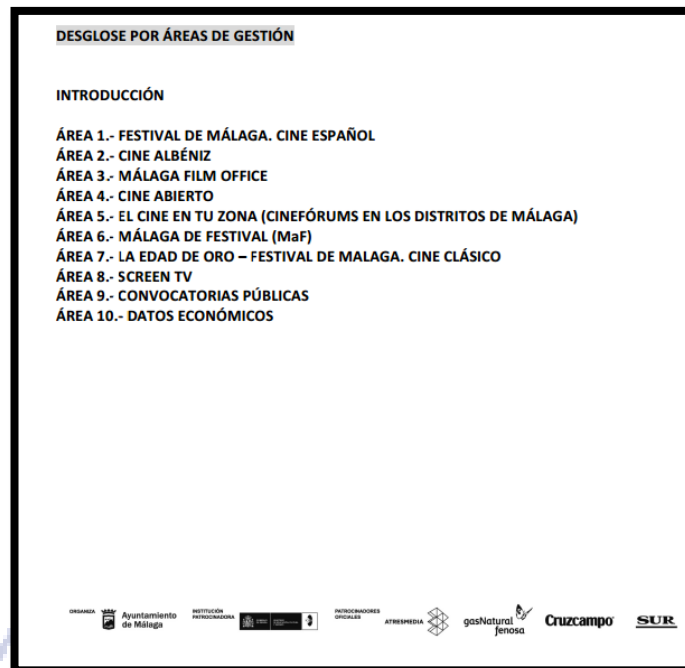 DESGLOSE POR ÁREAS DE GESTIÓN
INTRODUCCIÓN
ÁREA 1.- FESTIVAL DE MÁLAGA. CINE ESPAÑOL
ÁREA 2.- CINE ALBÉNIZ
ÁREA 3.- MÁLAGA FILM OFFICE
ÁREA 4.- CINE ABIERTO
ÁREA 5.- EL CINE EN TU ZONA (CINEFÓRUMS EN LOS DISTRITOS DE MÁLAGA)
ÁREA 6.- MÁLAGA DE FESTIVAL (MaF)
ÁREA 7.- LA EDAD DE ORO – FESTIVAL DE MALAGA. CINE CLÁSICO
ÁREA 8.- SCREEN TV
ÁREA 9.- CONVOCATORIAS PÚBLICAS
ÁREA 10.- DATOS ECONÓMICOS
ORGANIZA
Ayuntamiento
de Málaga
INSTITUCIÓN
PATROCINADORA
PATROCINADORES
OFICIALES
ATRESMEDIA
gasNatural
fenosa
Cruzcampo
SUR